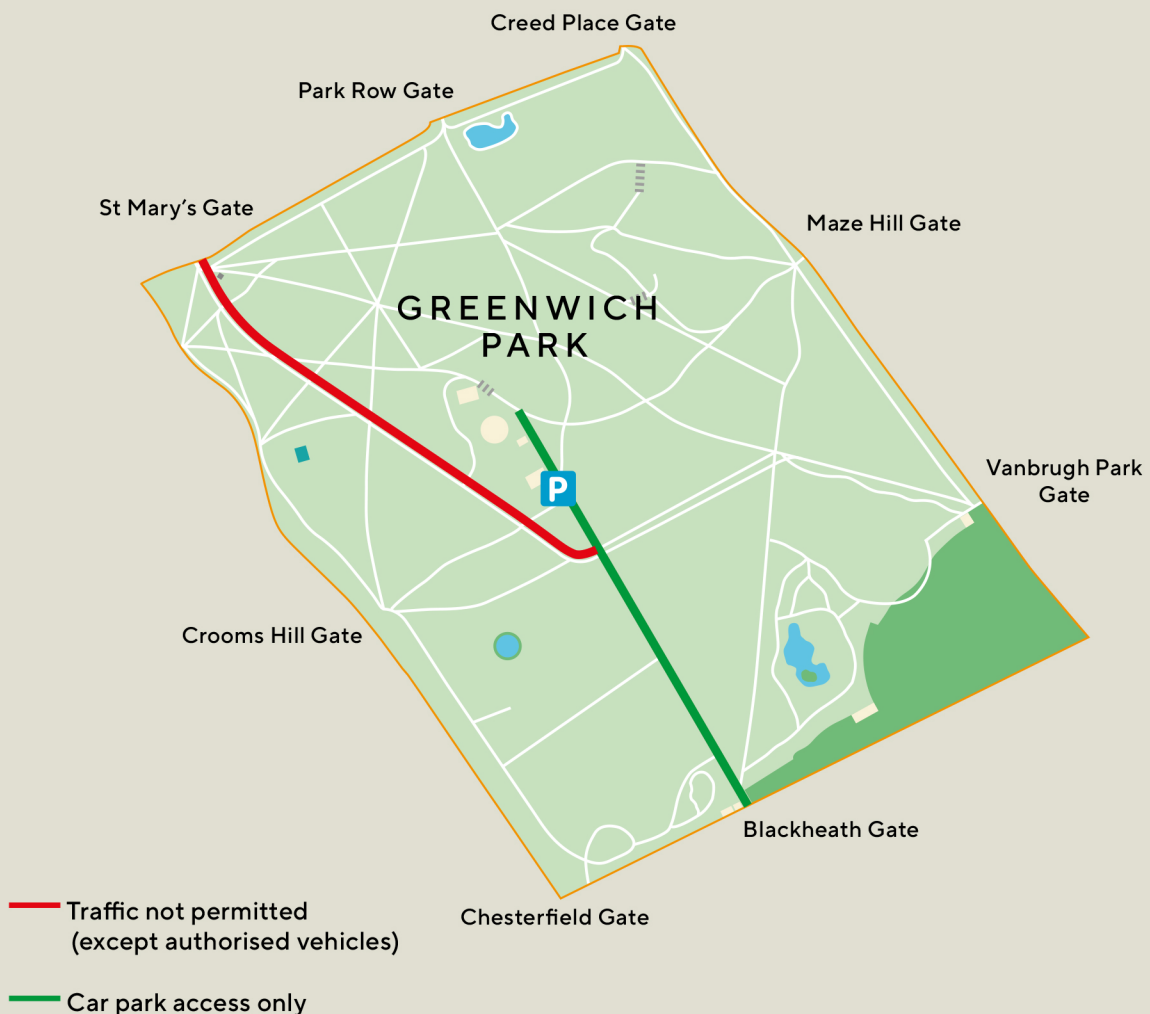 Creed Place Gate
Park Row Gate
St Mary's Gate
Maze Hill Gate
GREENWICH
PARK
Vanbrugh Park
Gate
P
Crooms Hill Gate
Blackheath Gate
Chesterfield Gate
Traffic not permitted
(except authorised vehicles)
Car park access only